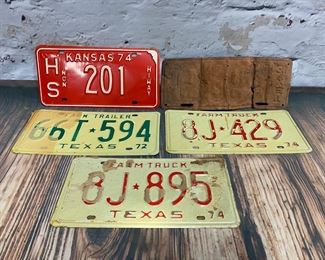 KANSAS 74
HS NON 201 HIWAY
TRAILER
66T★594
TEXAS 72
FARM TRUCK
8J★429
TEXAS 74
FARM TRUCK
8J★895
TEXAS 74